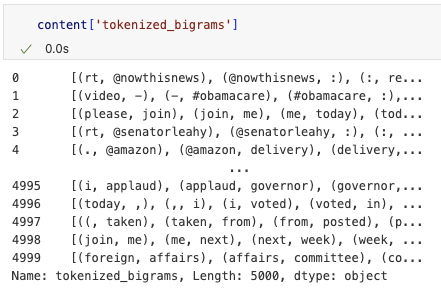 content['tokenized_bigrams']
✓ 0.0s
0 [(rt, @nowthisnews), (@nowthisnews, :), (:, re...
1 [(video, —), (—, #obamacare), (#obamacare, :),...
2 [(please, join), (join, me), (me, today), (tod...
3 [(rt, @senatorleahy), (@senatorleahy, :), (:, ...
4 [(., @amazon), (@amazon, delivery), (delivery,...
...
4995 [(i, applaud), (applaud, governor), (governor,...
4996 [(today, ,), (,, i), (i, voted), (voted, in), ...
4997 [((, taken), (taken, from), (from, posted), (p...
4998 [(join, me), (me, next), (next, week), (week, ...
4999 [(foreign, affairs), (affairs, committee), (co...
Name: tokenized_bigrams, Length: 5000, dtype: object